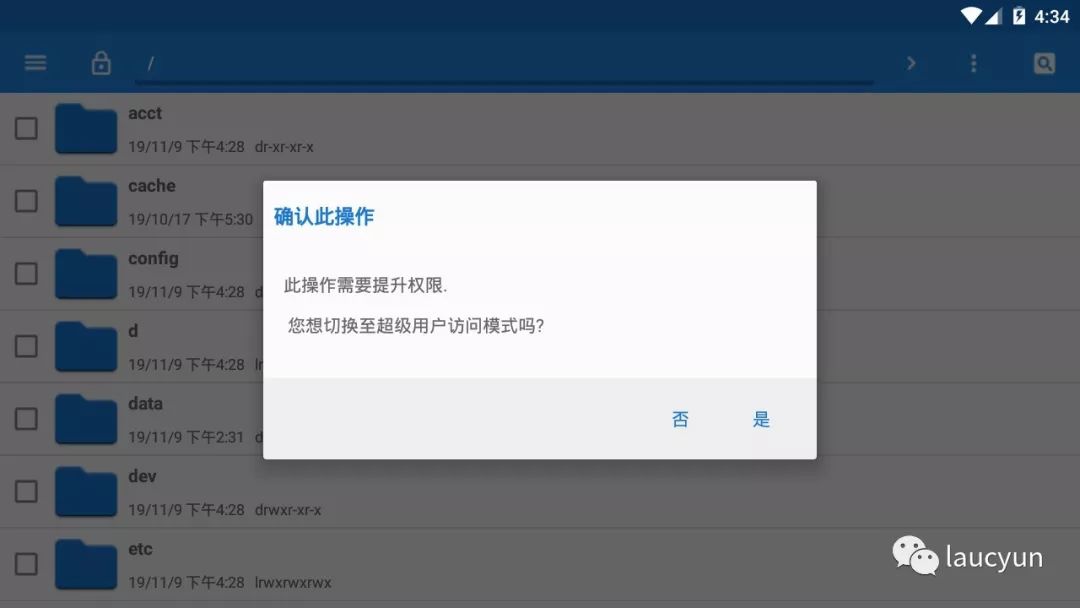 4:34
/
acct
19/11/9 下午4:28 dr-xr-xr-x
cache
19/10/17 下午5:30
确认此操作
config
19/11/9 下午4:28 d
此操作需要提升权限.
您想切换至超级用户访问模式吗?
d
19/11/9 下午4:28 lr
data
19/11/9 下午2:31 d
否 是
dev
19/11/9 下午4:28 drwxr-xr-x
etc
19/11/9 下午4:28 lrwxrwxrwx
laucyun